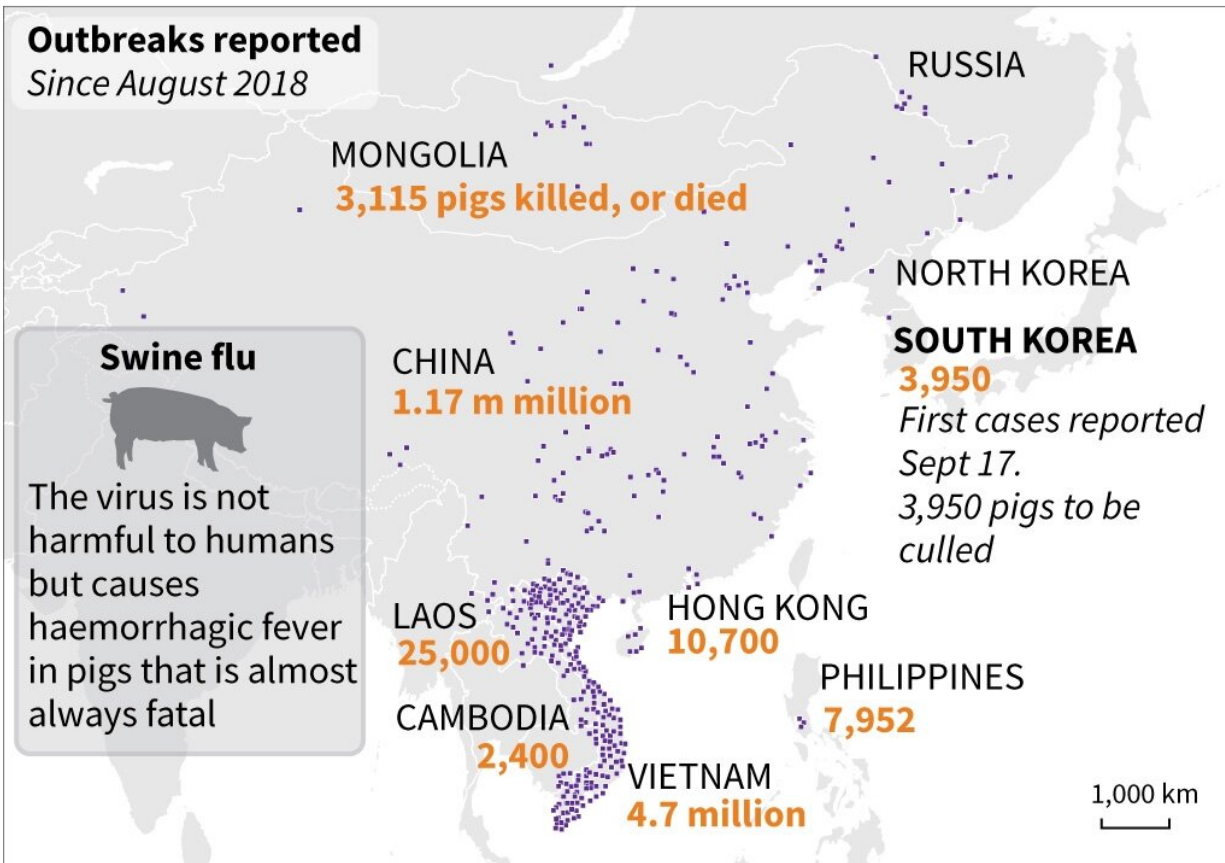 Outbreaks reported
Since August 2018
RUSSIA
MONGOLIA
3,115 pigs killed, or died
NORTH KOREA
SOUTH KOREA
3,950
First cases reported
Sept 17.
3,950 pigs to be
culled
CHINA
1.17 m million
Swine flu
The virus is not
harmful to humans
but causes
haemorrhagic fever
in pigs that is almost
always fatal
LAOS
25,000
HONG KONG
10,700
CAMBODIA
2,400
PHILIPPINES
7,952
VIETNAM
4.7 million
1,000 km